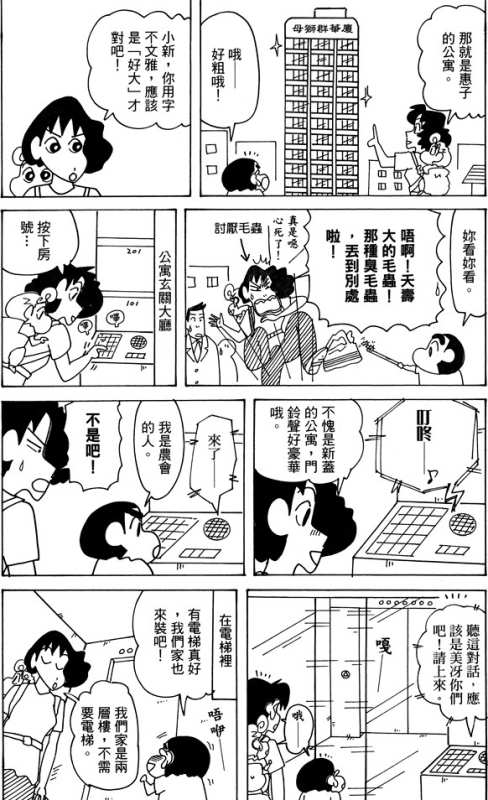 那就是惠子
的公寓。
母獅群華廈
哦——
好粗哦！
小新，你用字
不文雅，應該
是「好大」才
對吧！
妳看妳看。
唔啊！天壽
大的毛蟲！
那種臭毛蟲
，丟到別處
啦！
真是噁
心死了！
討厭毛蟲
公寓玄關大廳
201
101
按下房
號…
嗶
嗶
叮咚
不愧是新蓋
的公寓，門
鈴聲好豪華
哦。
來了——
我是農會
的人。
不是吧！
聽這對話，應
該是美冴你們
吧！請上來。
嘎
哦——
在電梯裡
有電梯真好
，我們家也
來裝吧！
唔
咿
我們家是兩
層樓，不需
要電梯。